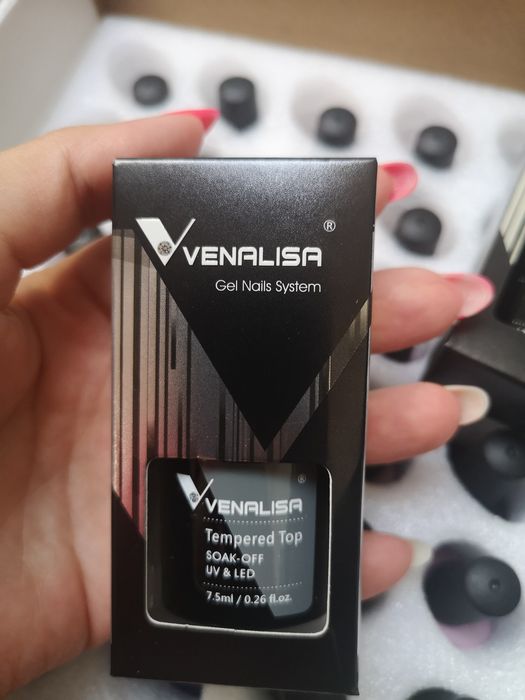 VENALISA ®
Gel Nails System
VENALISA ®
Tempered Top
SOAK-OFF
UV & LED
7.5ml / 0.26 fl.oz.